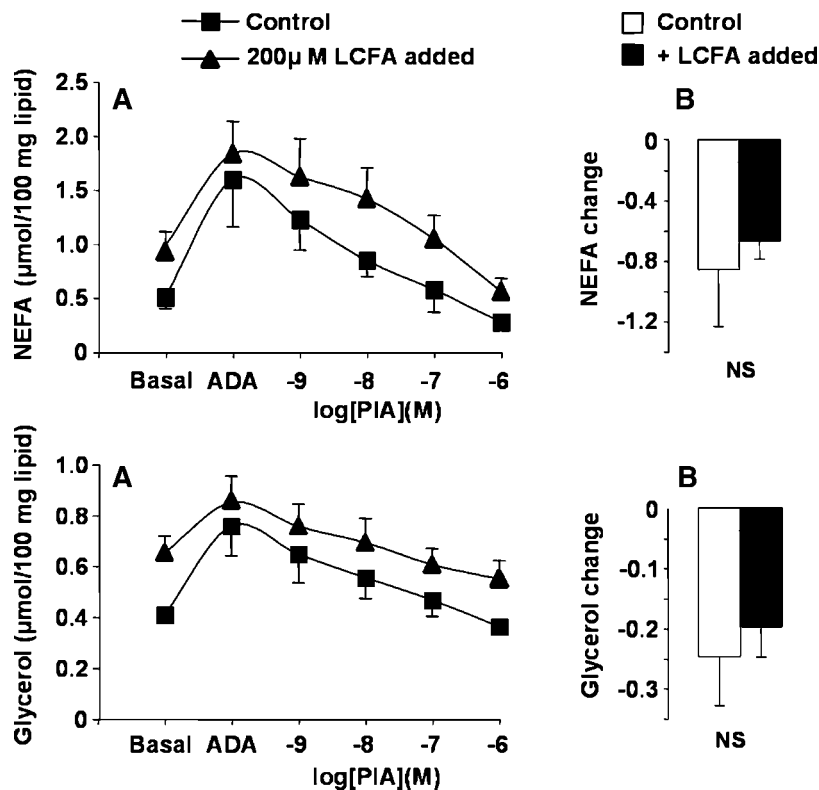 Control
200μ M LCFA added
Control
+ LCFA added
A
NEFA (μmol/100 mg lipid)
2.5
2.0
1.5
1.0
0.5
0
Basal ADA -9 -8 -7 -6
log[PIA](M)
B
NEFA change
0
-0.4
-0.8
-1.2
NS
A
Glycerol (μmol/100 mg lipid)
1.0
0.8
0.6
0.4
0.2
0
Basal ADA -9 -8 -7 -6
log[PIA](M)
B
Glycerol change
0
-0.1
-0.2
-0.3
NS